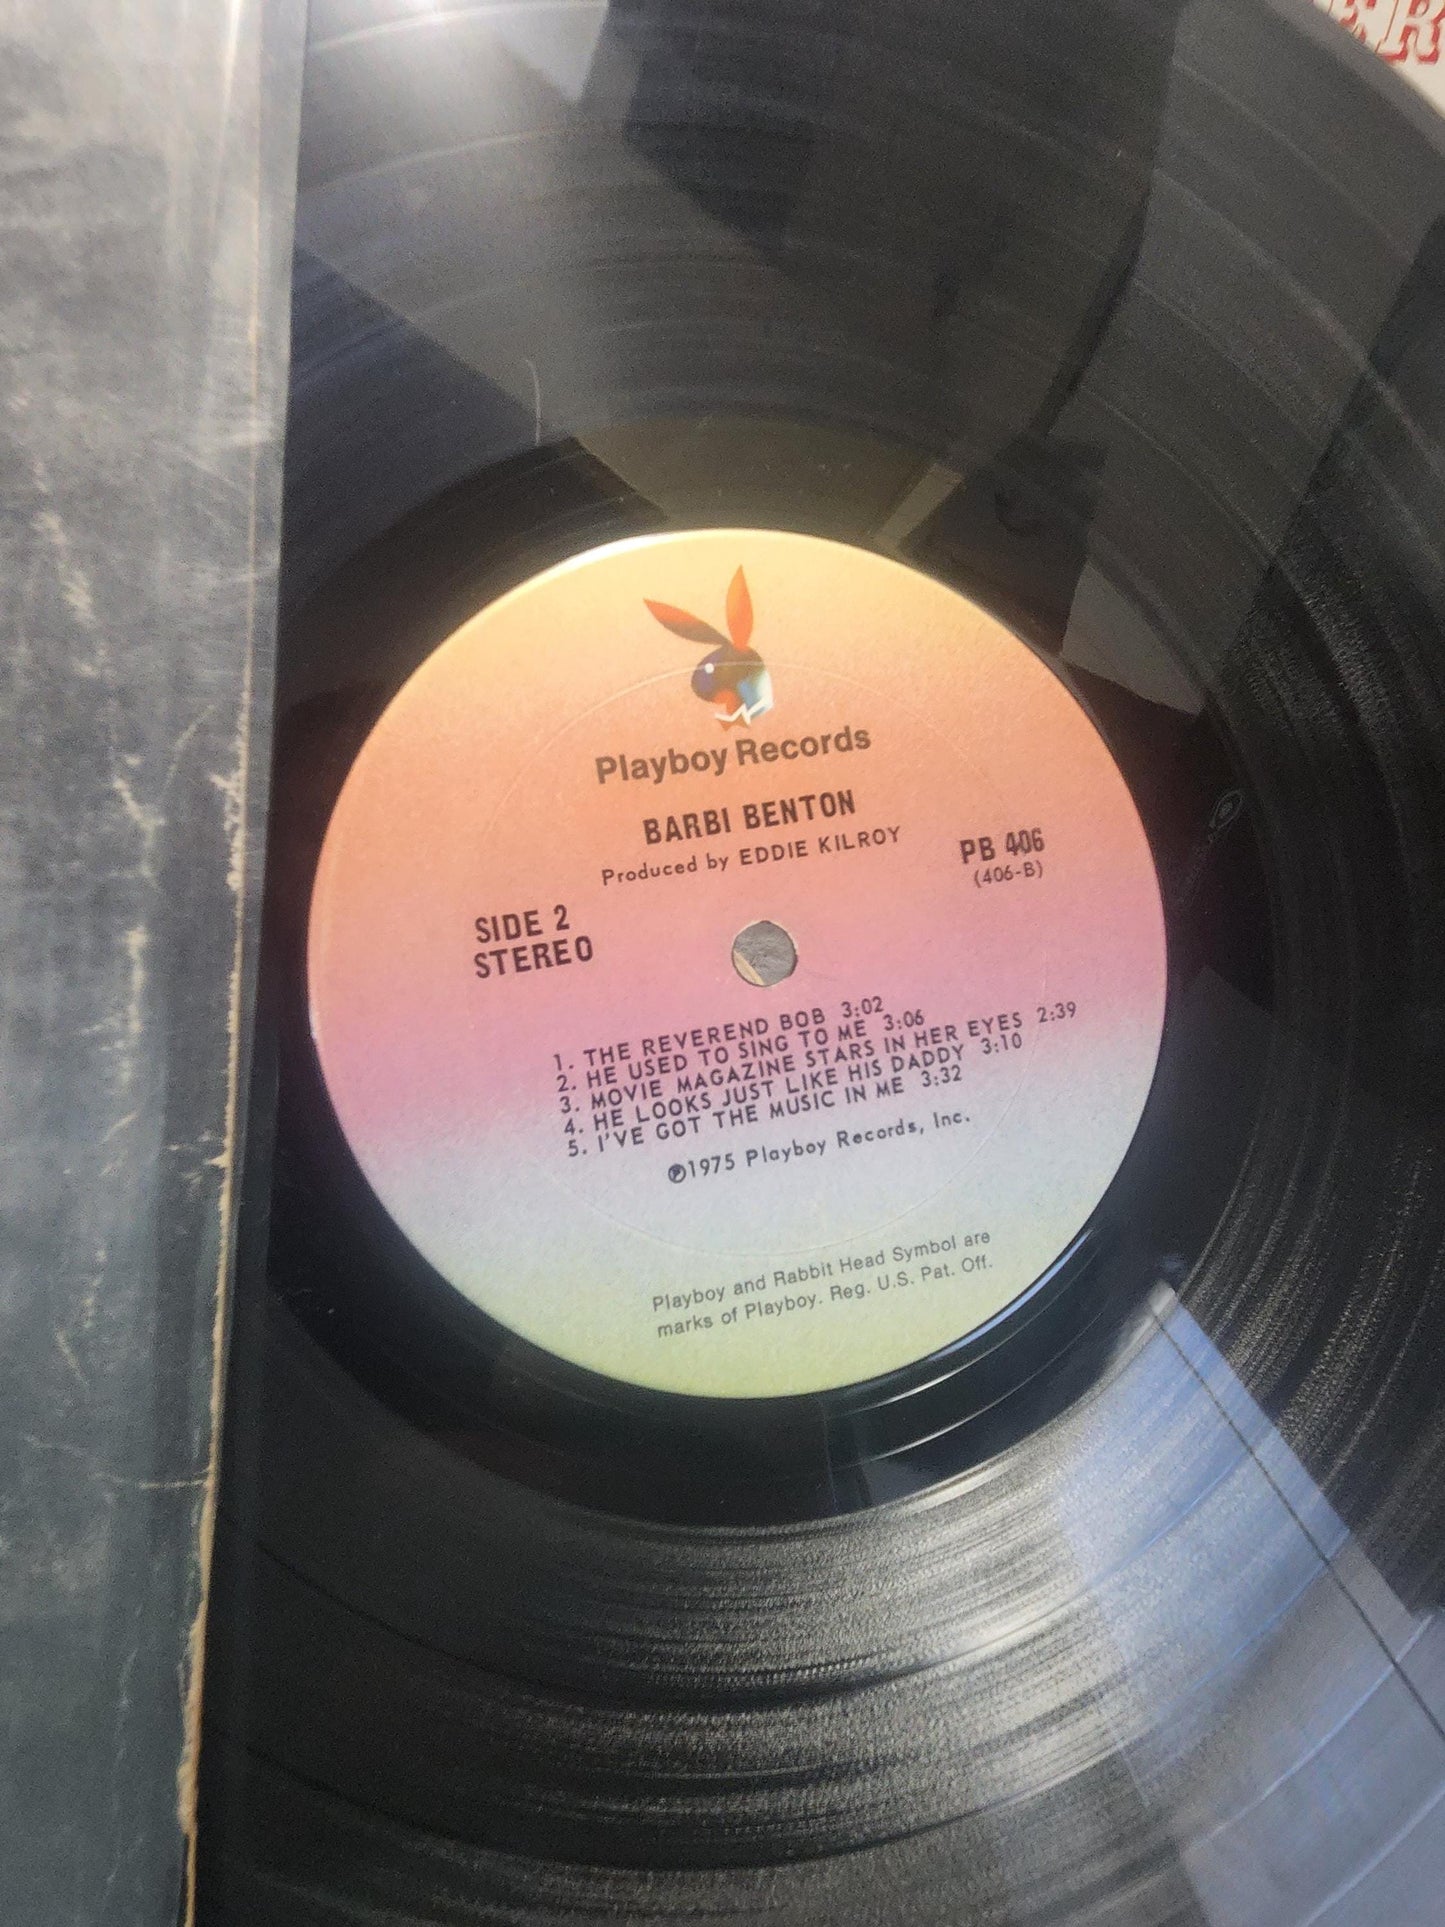 ER
Playboy Records
BARBI BENTON
Produced by EDDIE KILROY
PB 406
(406-B)
SIDE 2
STEREO
1. THE REVEREND BOB 3:02
2. HE USED TO SING TO ME 3:06
3. MOVIE MAGAZINE STARS IN HER EYES 2:39
4. HE LOOKS JUST LIKE HIS DADDY 3:10
5. I'VE GOT THE MUSIC IN ME 3:32
℗1975 Playboy Records, Inc.
Playboy and Rabbit Head Symbol are
marks of Playboy. Reg. U.S. Pat. Off.